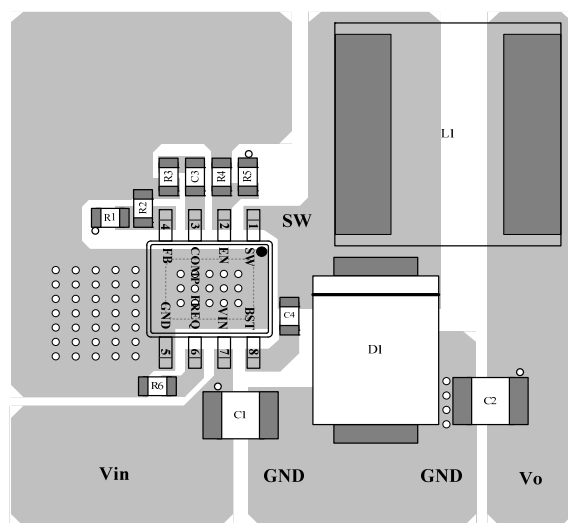 L1
R3 C3 R4 R5
R2
R1
SW
4 3 2 1
FB COMP EN SW
GND FREQ VIN BST
5 6 7 8
C4
D1
R6
C1
C2
Vin
GND
GND
Vo